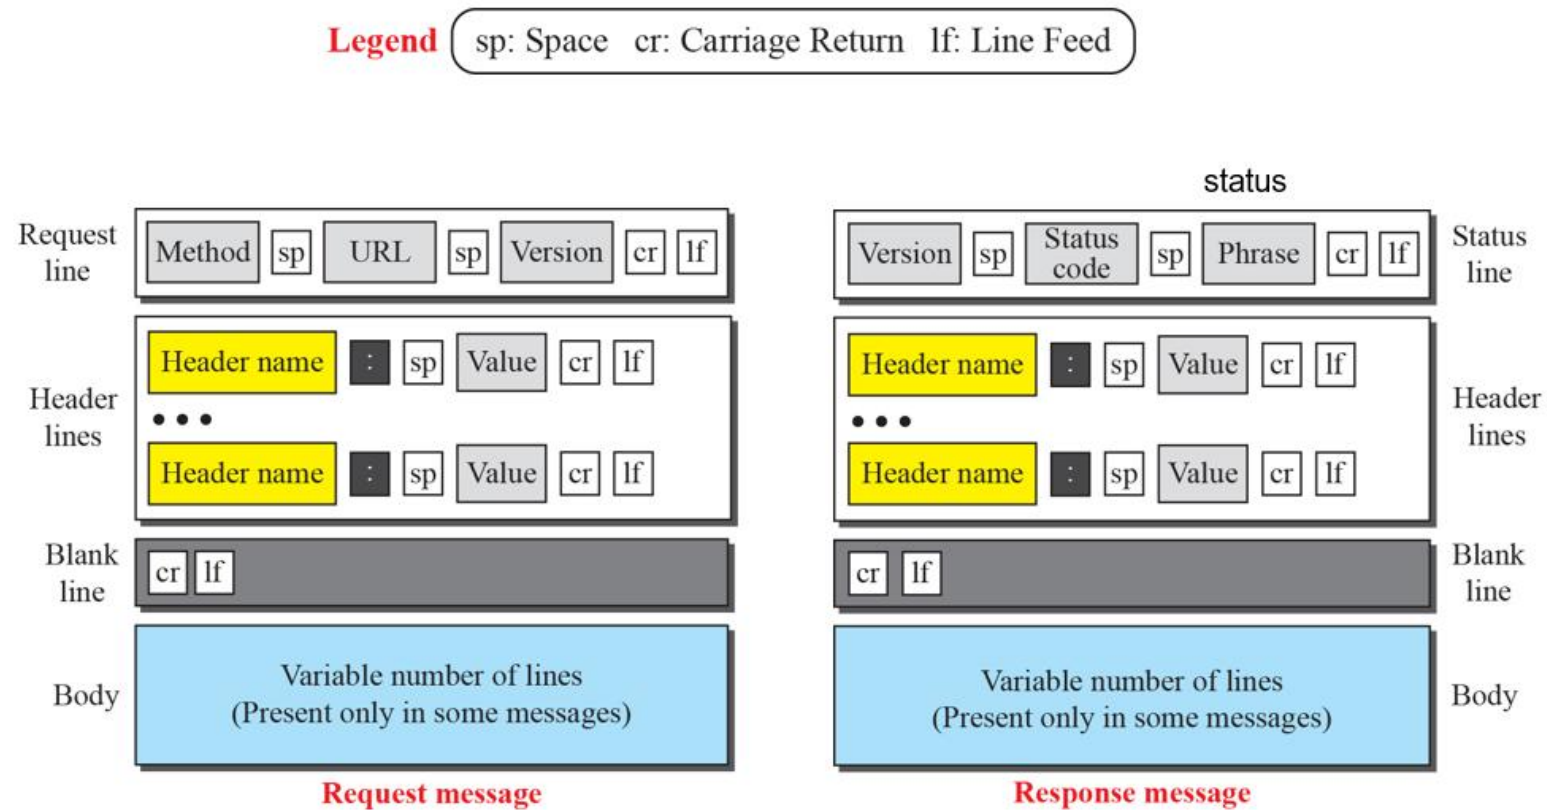 Legend sp: Space cr: Carriage Return lf: Line Feed
Request line
Method sp URL sp Version cr lf
Header lines
Header name : sp Value cr lf
• • •
Header name : sp Value cr lf
Blank line
cr lf
Body
Variable number of lines
(Present only in some messages)
Request message
status
Version sp Status code sp Phrase cr lf
Status line
Header name : sp Value cr lf
• • •
Header name : sp Value cr lf
Header lines
cr lf
Blank line
Variable number of lines
(Present only in some messages)
Body
Response message